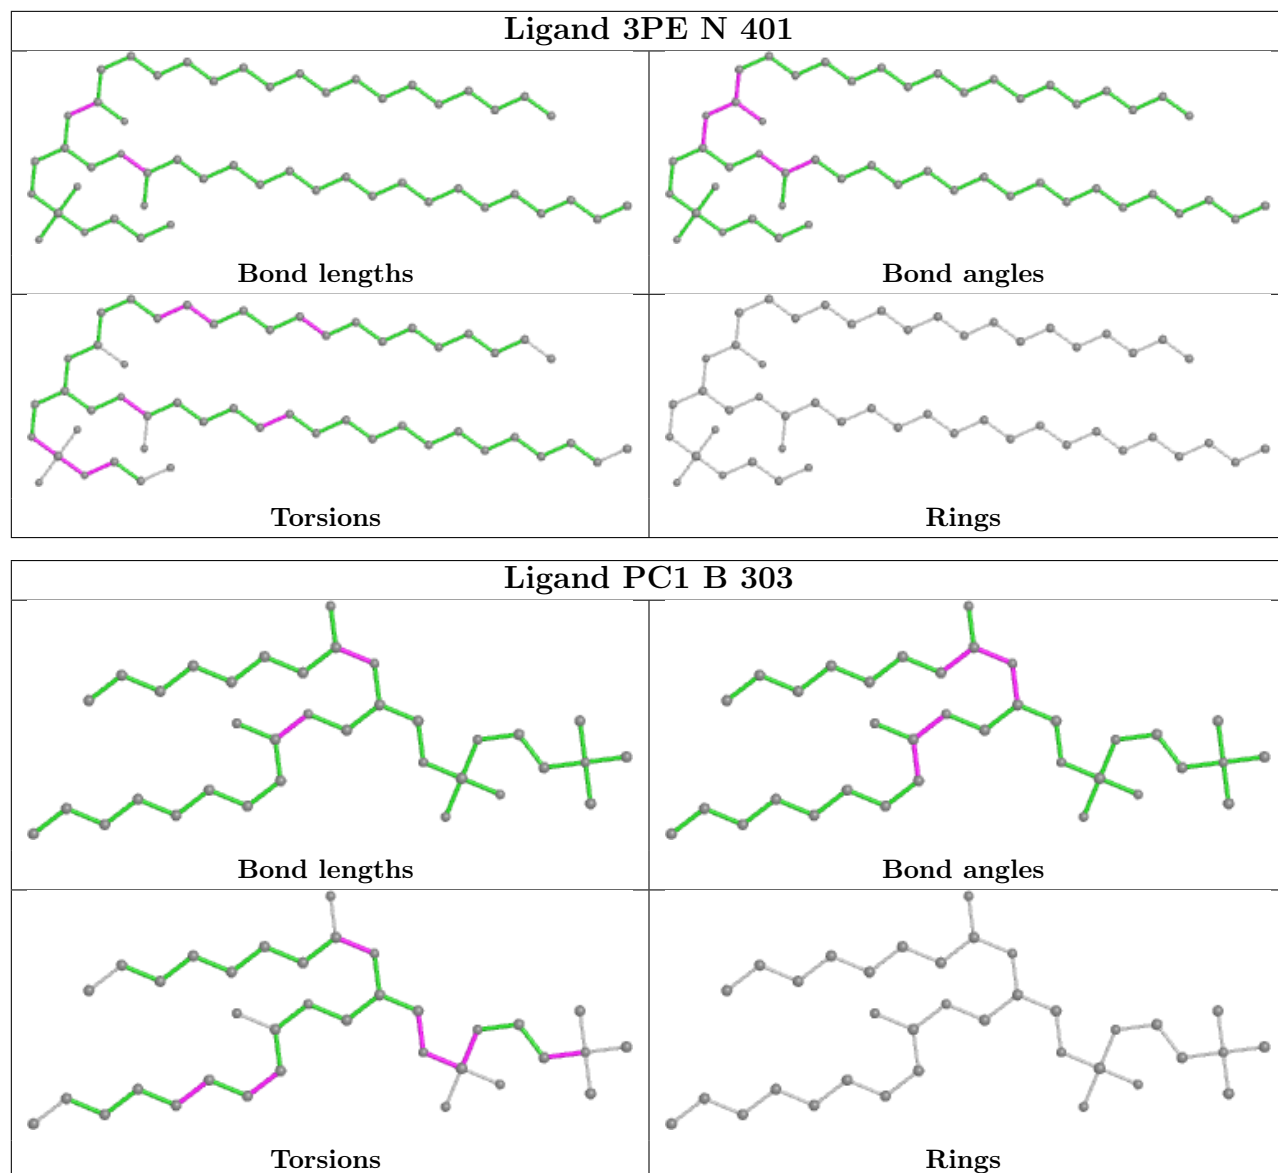 Ligand 3PE N 401
Bond lengths
Bond angles
Torsions
Rings
Ligand PC1 B 303
Bond lengths
Bond angles
Torsions
Rings